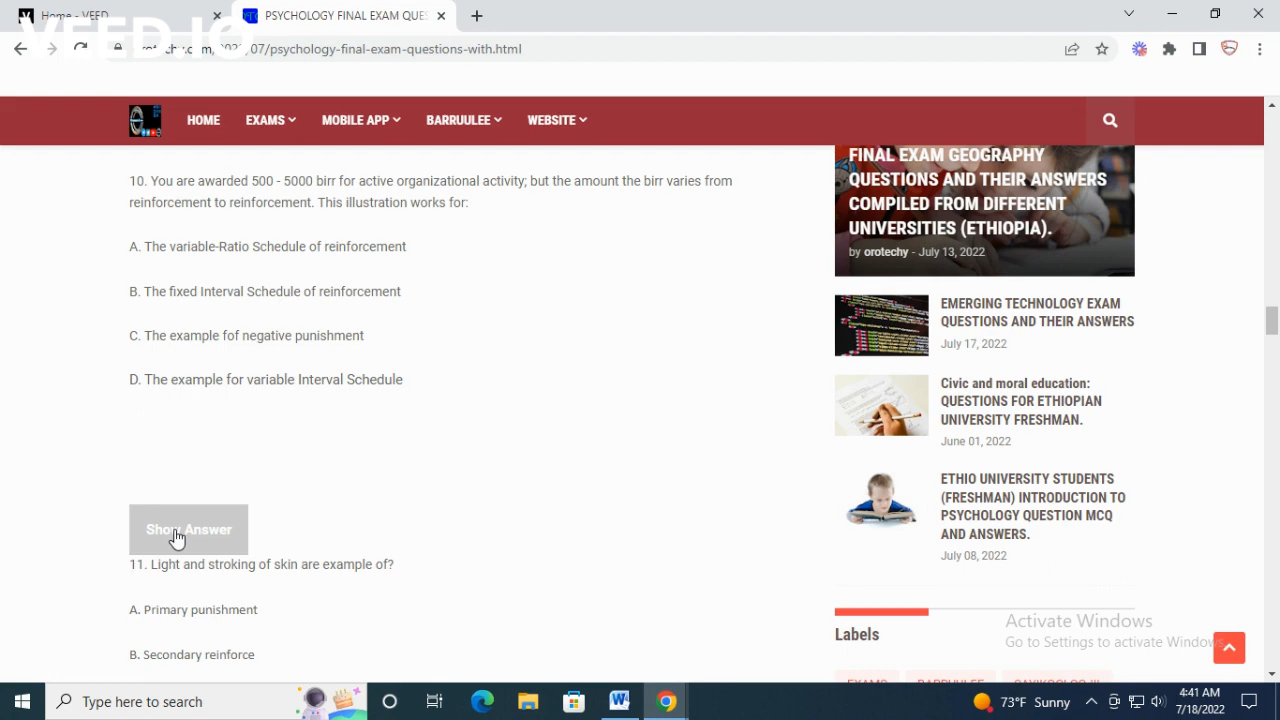 VEED.IO
Home - VEED
PSYCHOLOGY FINAL EXAM QUES
/07/psychology-final-exam-questions-with.html
HOME EXAMS MOBILE APP BARRUULEE WEBSITE
10. You are awarded 500 - 5000 birr for active organizational activity; but the amount the birr varies from
reinforcement to reinforcement. This illustration works for:
A. The variable-Ratio Schedule of reinforcement
B. The fixed Interval Schedule of reinforcement
C. The example fof negative punishment
D. The example for variable Interval Schedule
Show Answer
11. Light and stroking of skin are example of?
A. Primary punishment
B. Secondary reinforce
FINAL EXAM GEOGRAPHY
QUESTIONS AND THEIR ANSWERS
COMPILED FROM DIFFERENT
UNIVERSITIES (ETHIOPIA).
by orotechy - July 13, 2022
EMERGING TECHNOLOGY EXAM
QUESTIONS AND THEIR ANSWERS
July 17, 2022
Civic and moral education:
QUESTIONS FOR ETHIOPIAN
UNIVERSITY FRESHMAN.
June 01, 2022
ETHIO UNIVERSITY STUDENTS
(FRESHMAN) INTRODUCTION TO
PSYCHOLOGY QUESTION MCQ
AND ANSWERS.
July 08, 2022
Labels
Activate Windows
Go to Settings to activate Windows.
EXAMS BARRUULEE
Type here to search
73°F Sunny
4:41 AM
7/18/2022